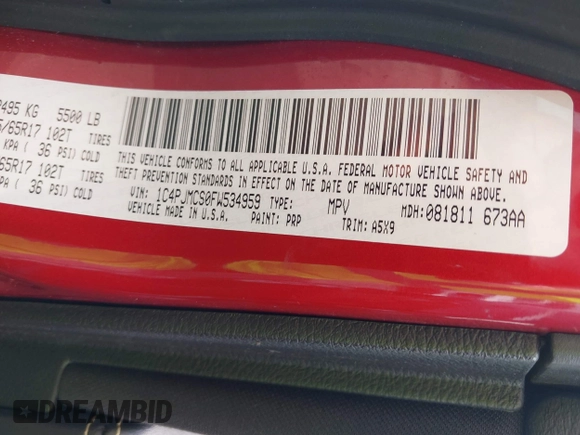 2495 KG 5500 LB
/65R17 102T TIRES
KPA ( 36 PSI) COLD
65R17 102T TIRES
KPA ( 36 PSI) COLD
THIS VEHICLE CONFORMS TO ALL APPLICABLE U.S.A. FEDERAL MOTOR VEHICLE SAFETY AND
THEFT PREVENTION STANDARDS IN EFFECT ON THE DATE OF MANUFACTURE SHOWN ABOVE.
VIN: 1C4PJMCS0FW534959 TYPE: MPV MDH: 081811 673AA
VEHICLE MADE IN U.S.A. PAINT: PRP TRIM: A5X9
DREAMBID